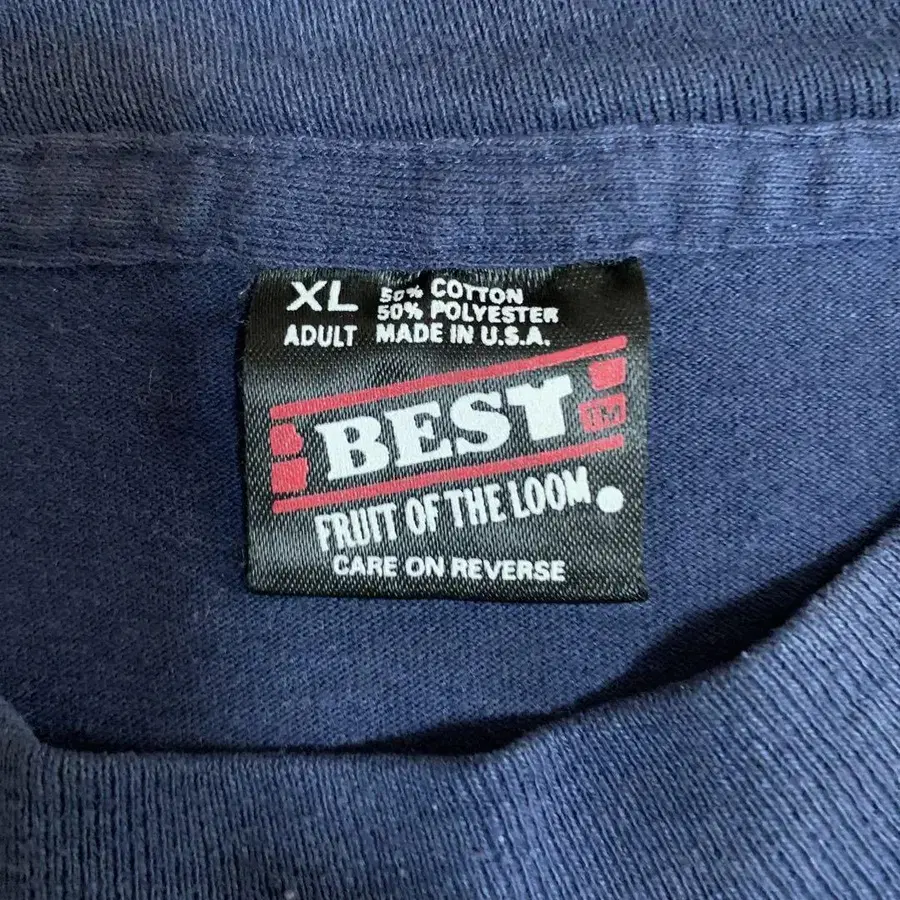 XL 50% COTTON
50% POLYESTER
ADULT MADE IN U.S.A.
BEST TM
FRUIT OF THE LOOM
CARE ON REVERSE